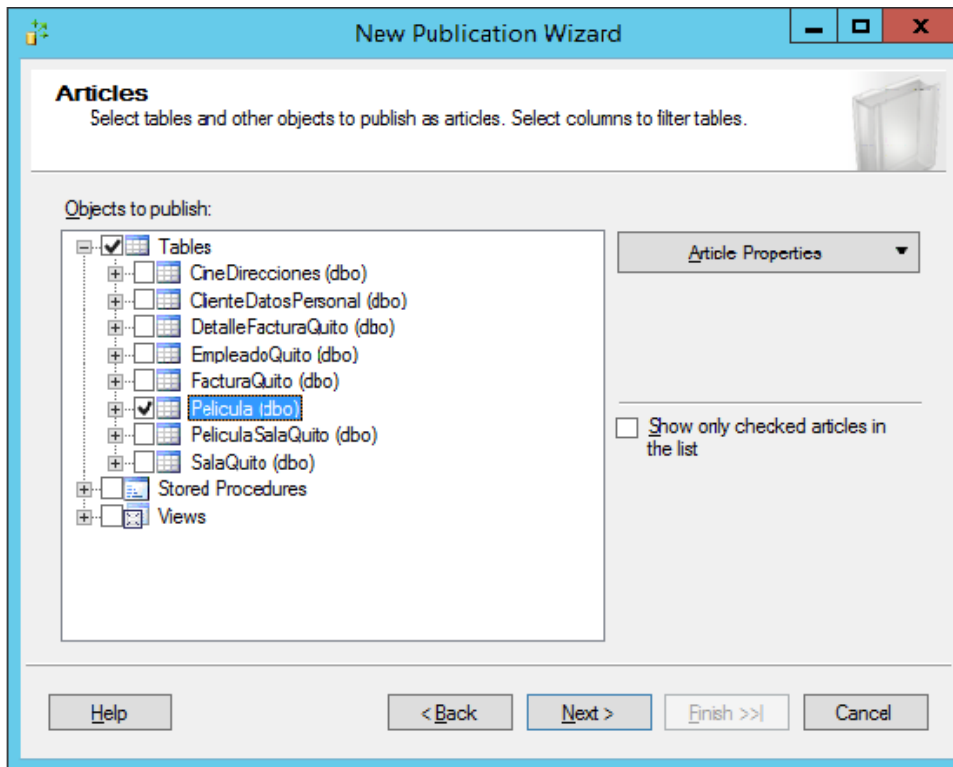 New Publication Wizard
Articles
Select tables and other objects to publish as articles. Select columns to filter tables.
Objects to publish:
Tables
CineDirecciones (dbo)
ClienteDatosPersonal (dbo)
DetalleFacturaQuito (dbo)
EmpleadoQuito (dbo)
FacturaQuito (dbo)
Pelicula (dbo)
PeliculaSalaQuito (dbo)
SalaQuito (dbo)
Stored Procedures
Views
Article Properties
Show only checked articles in
the list
Help
< Back
Next >
Finish >>|
Cancel